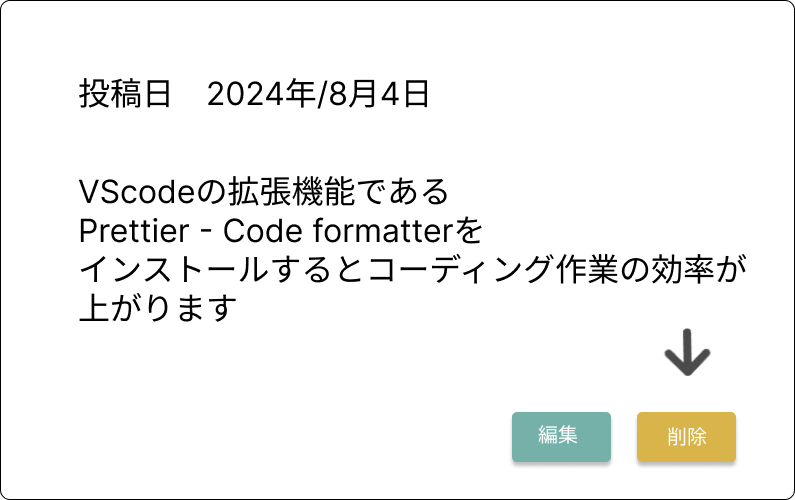 投稿日　2024年/8月4日
VScodeの拡張機能である
Prettier - Code formatterを
インストールするとコーディング作業の効率が
上がります
編集　削除